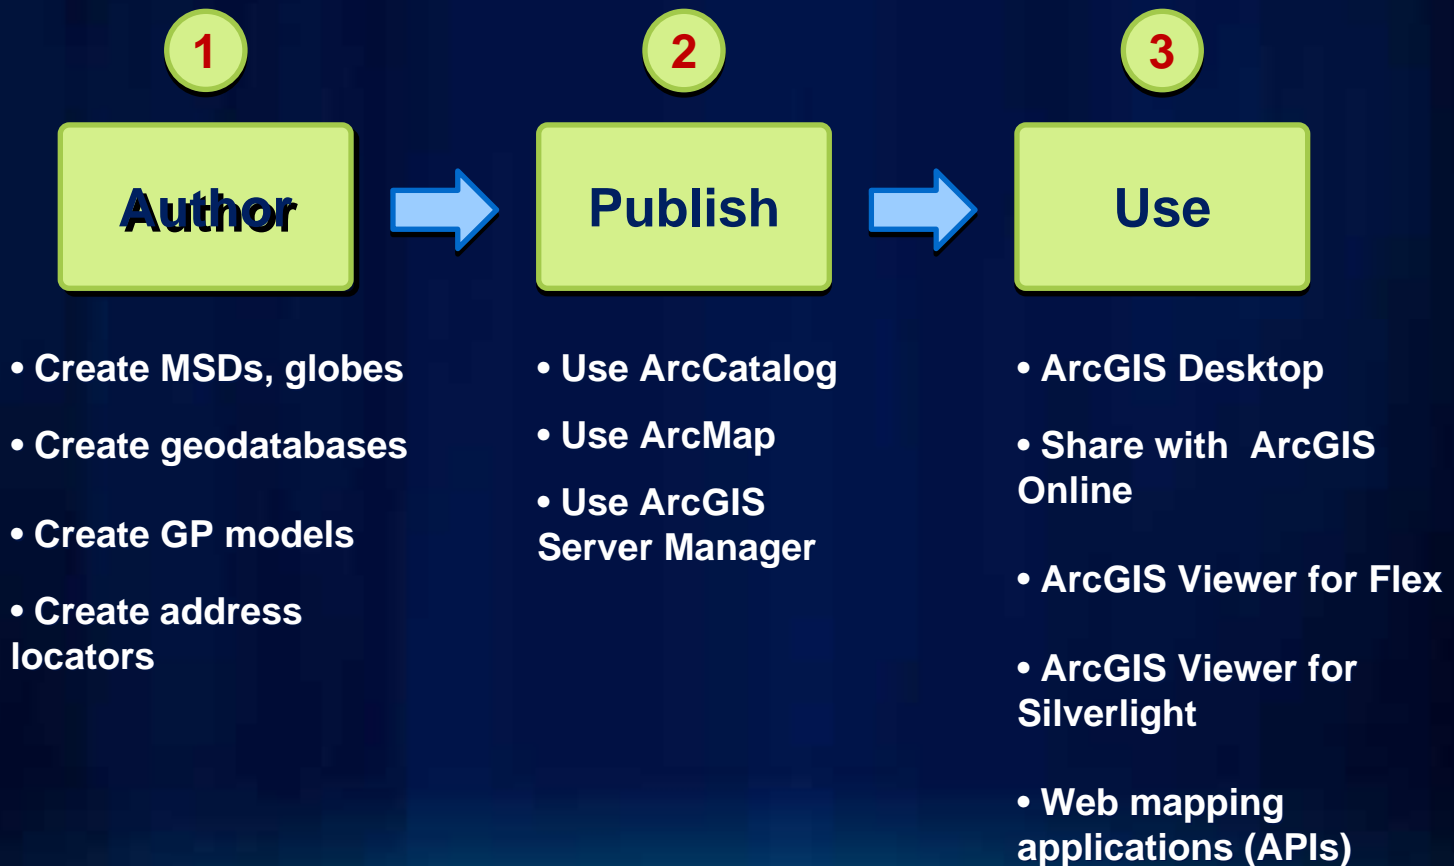 1
Author
• Create MSDs, globes
• Create geodatabases
• Create GP models
• Create address
locators
2
Publish
• Use ArcCatalog
• Use ArcMap
• Use ArcGIS
Server Manager
3
Use
• ArcGIS Desktop
• Share with  ArcGIS
Online
• ArcGIS Viewer for Flex
• ArcGIS Viewer for
Silverlight
• Web mapping
applications (APIs)